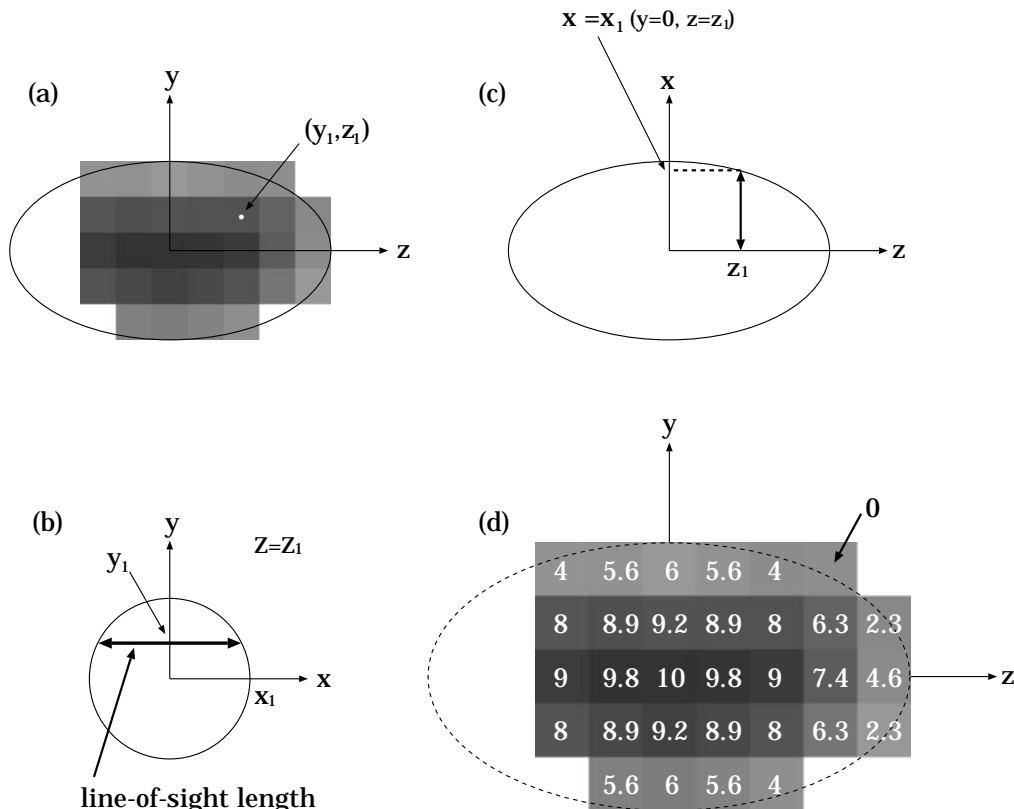 (a)
y
(y₁,z₁)
z
x =x₁ (y=0, z=z₁)
(c)
x
z₁
z
(b)
y
z=z₁
y₁
x
x₁
line-of-sight length
(d)
y
0
4 5.6 6 5.6 4
8 8.9 9.2 8.9 8 6.3 2.3
9 9.8 10 9.8 9 7.4 4.6
z
8 8.9 9.2 8.9 8 6.3 2.3
5.6 6 5.6 4